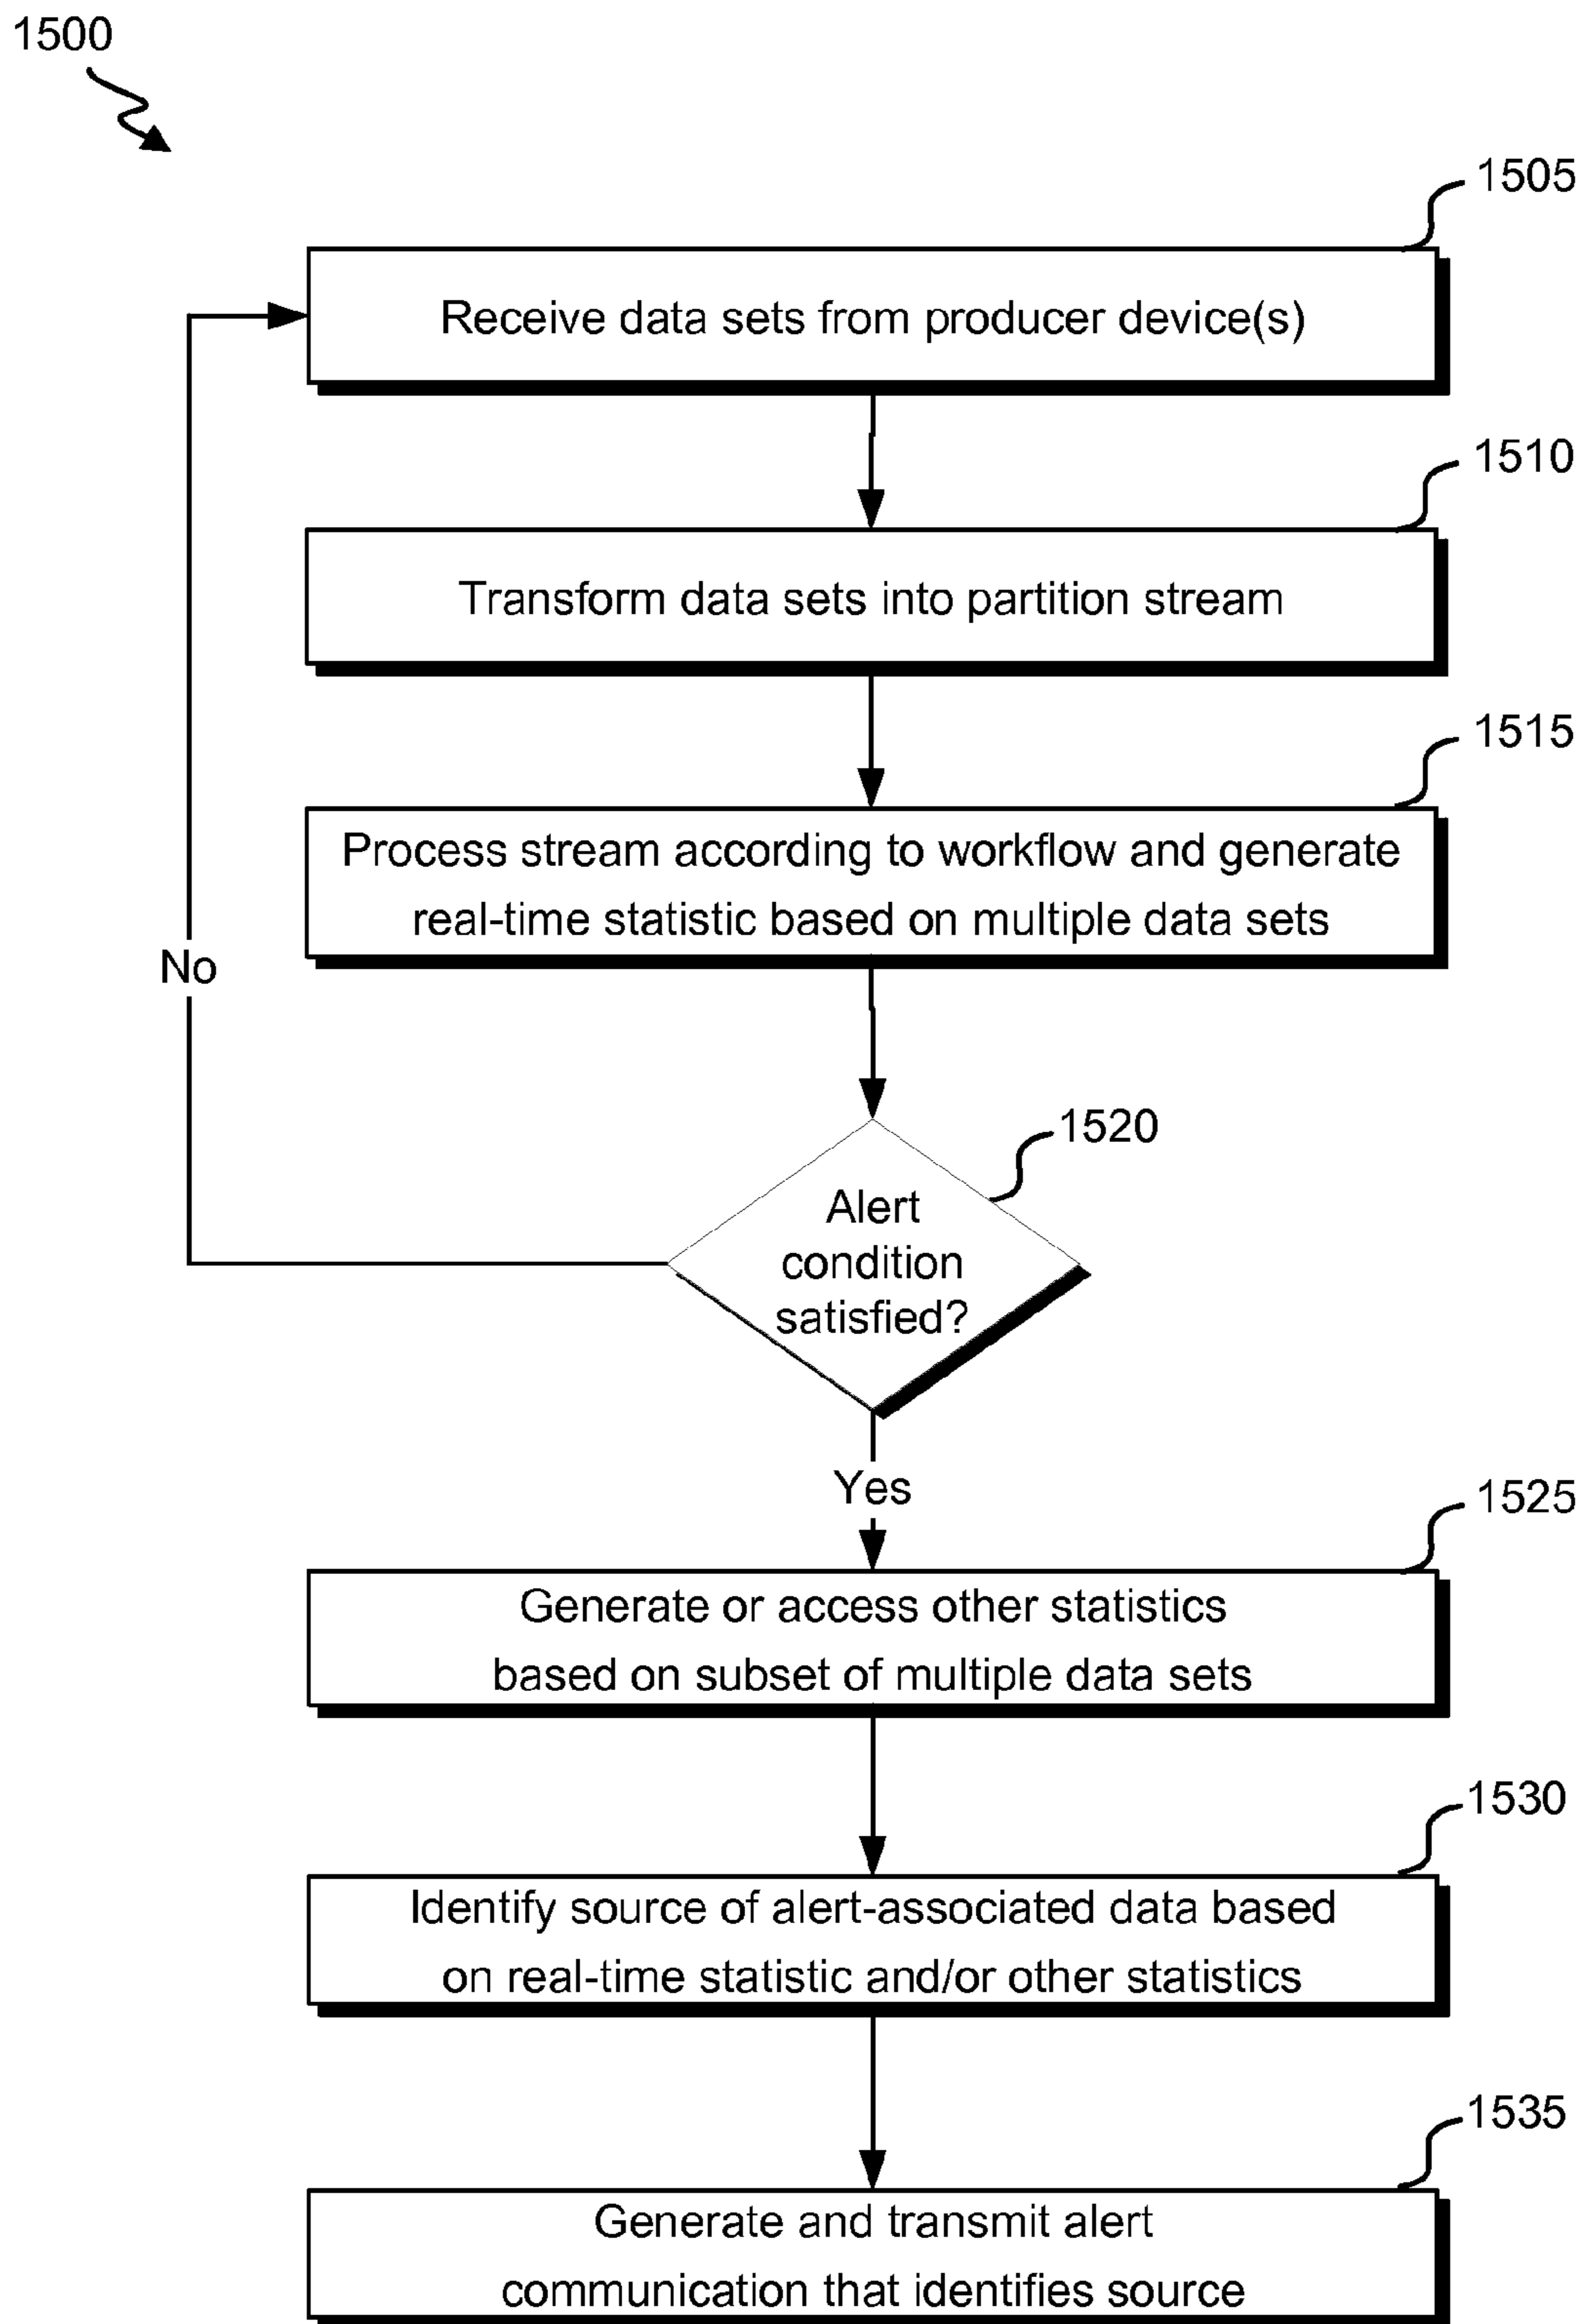 1500
1505
Receive data sets from producer device(s)
1510
Transform data sets into partition stream
1515
Process stream according to workflow and generate
real-time statistic based on multiple data sets
No
1520
Alert
condition
satisfied?
Yes
1525
Generate or access other statistics
based on subset of multiple data sets
1530
Identify source of alert-associated data based
on real-time statistic and/or other statistics
1535
Generate and transmit alert
communication that identifies source